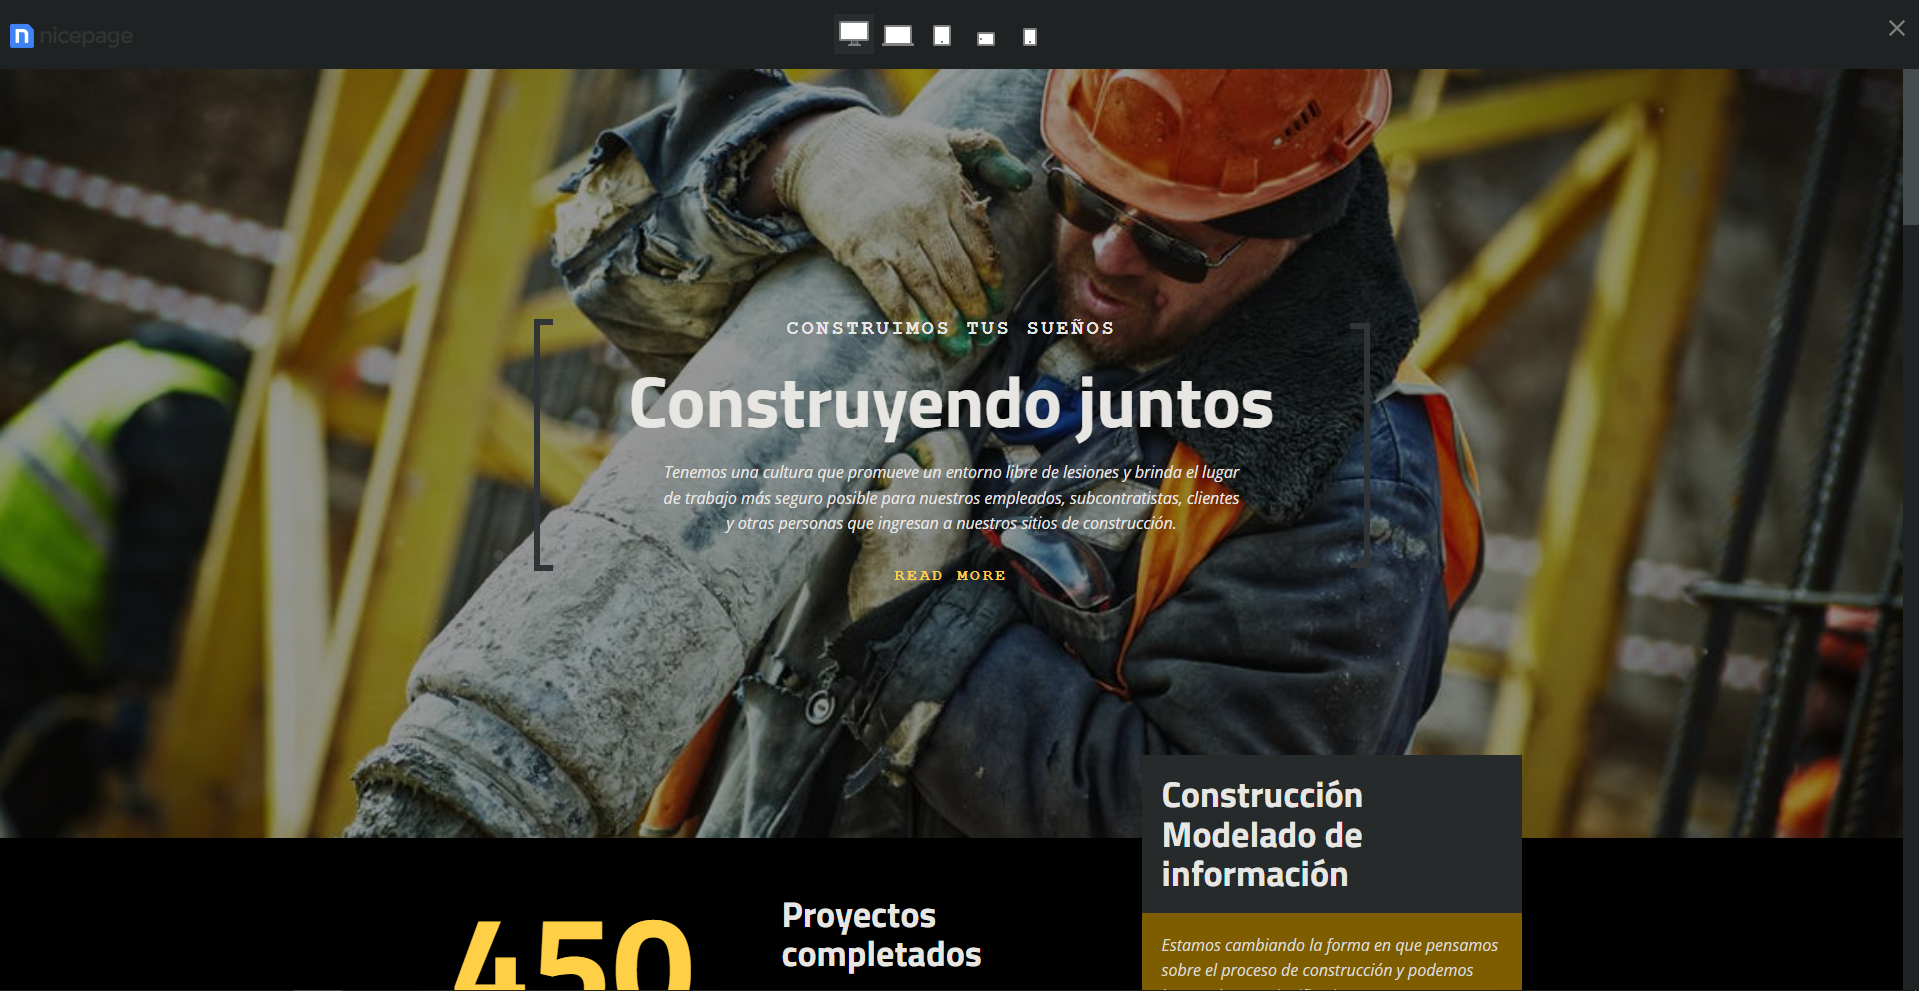 nicepage
CONSTRUIMOS TUS SUEÑOS
Construyendo juntos
Tenemos una cultura que promueve un entorno libre de lesiones y brinda el lugar
de trabajo más seguro posible para nuestros empleados, subcontratistas, clientes
y otras personas que ingresan a nuestros sitios de construcción.
READ MORE
450
Proyectos
completados
Construcción
Modelado de
información
Estamos cambiando la forma en que pensamos
sobre el proceso de construcción y podemos